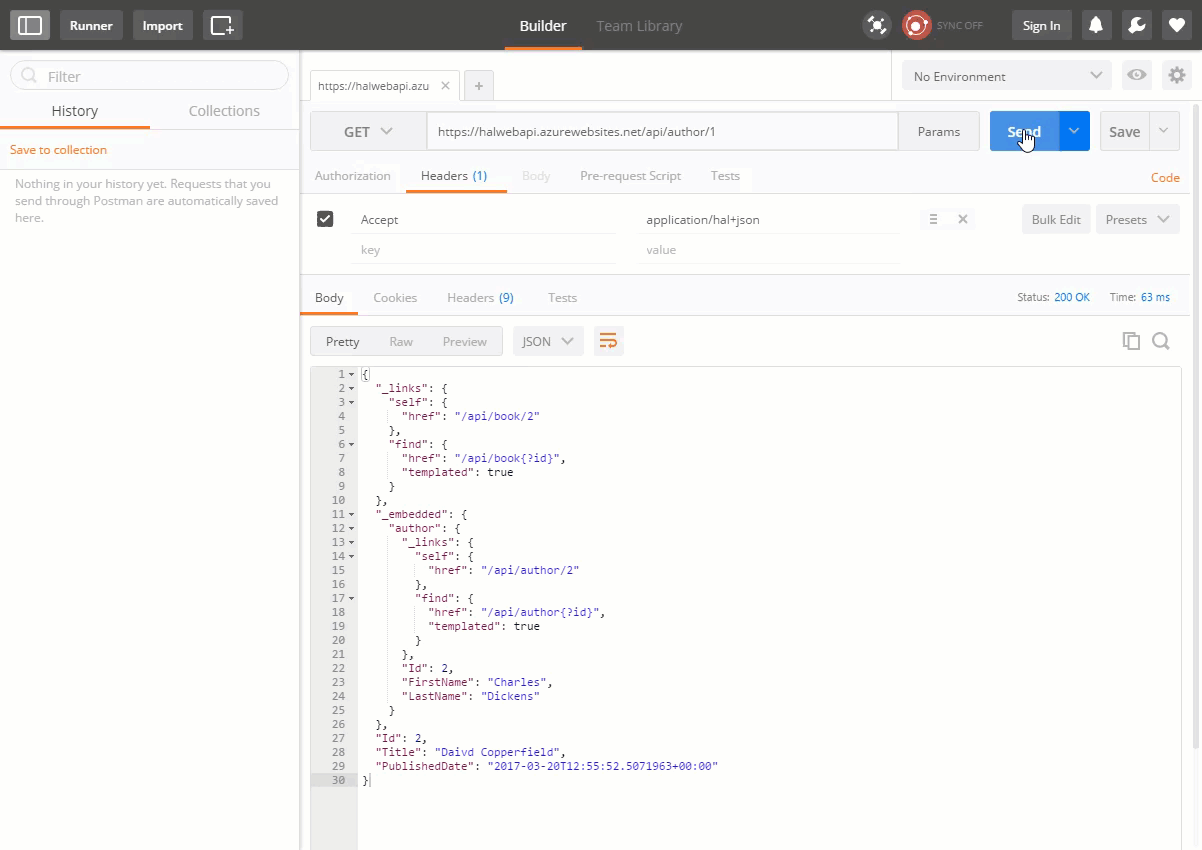 Runner Import Builder Team Library SYNC OFF Sign In
Filter
https://halwebapi.azu
No Environment
History Collections
GET https://halwebapi.azurewebsites.net/api/author/1 Params Send Save
Save to collection
Nothing in your history yet. Requests that you
send through Postman are automatically saved
here.
Authorization Headers (1) Body Pre-request Script Tests Code
Accept application/hal+json Bulk Edit Presets
key value
Body Cookies Headers (9) Tests Status: 200 OK Time: 63 ms
Pretty Raw Preview JSON
1 {
2 "_links": {
3 "self": {
4 "href": "/api/book/2"
5 },
6 "find": {
7 "href": "/api/book{?id}",
8 "templated": true
9 }
10 },
11 "_embedded": {
12 "author": {
13 "_links": {
14 "self": {
15 "href": "/api/author/2"
16 },
17 "find": {
18 "href": "/api/author{?id}",
19 "templated": true
20 }
21 },
22 "Id": 2,
23 "FirstName": "Charles",
24 "LastName": "Dickens"
25 }
26 },
27 "Id": 2,
28 "Title": "Daivd Copperfield",
29 "PublishedDate": "2017-03-20T12:55:52.5071963+00:00"
30 }